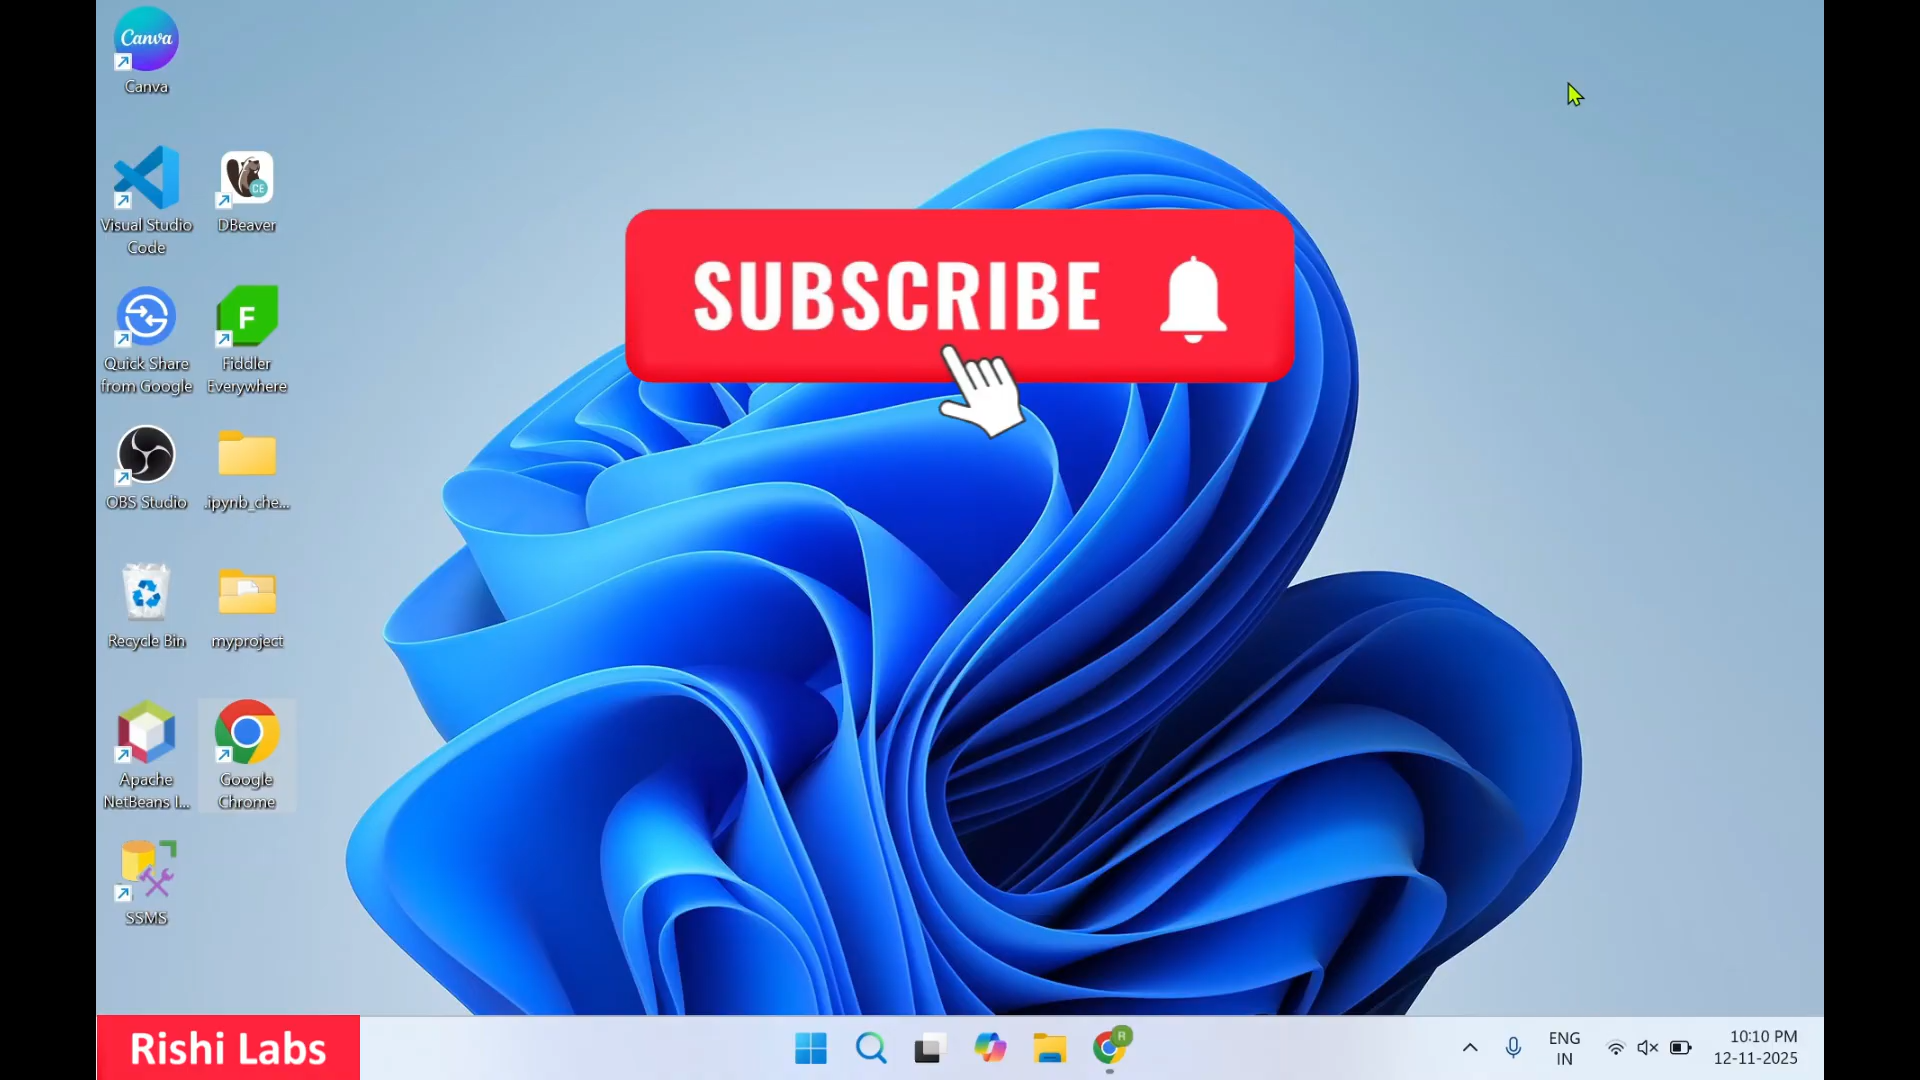 Canva
Canva
Visual Studio
Code
CE
DBeaver
Quick Share
from Google
F
Fiddler
Everywhere
OBS Studio
.ipynb_che...
Recycle Bin
myproject
Apache
NetBeans I...
Google
Chrome
SSMS
SUBSCRIBE
Rishi Labs
R
ENG
IN
10:10 PM
12-11-2025